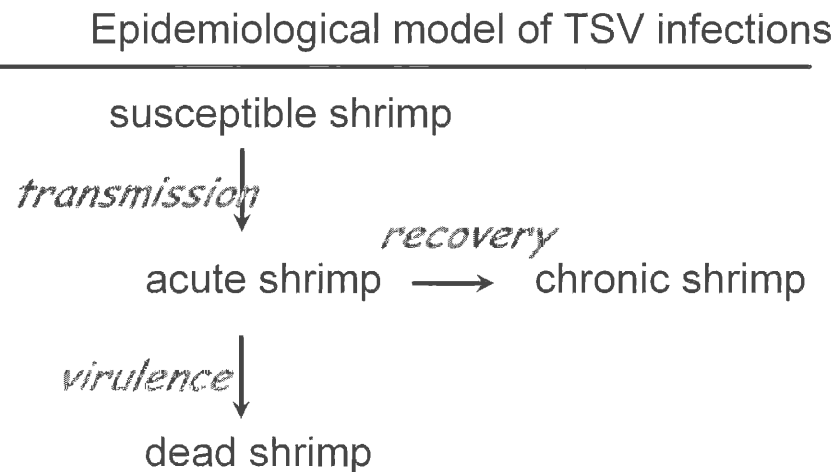 Epidemiological model of TSV infections
susceptible shrimp
transmission
recovery
acute shrimp
chronic shrimp
virulence
dead shrimp